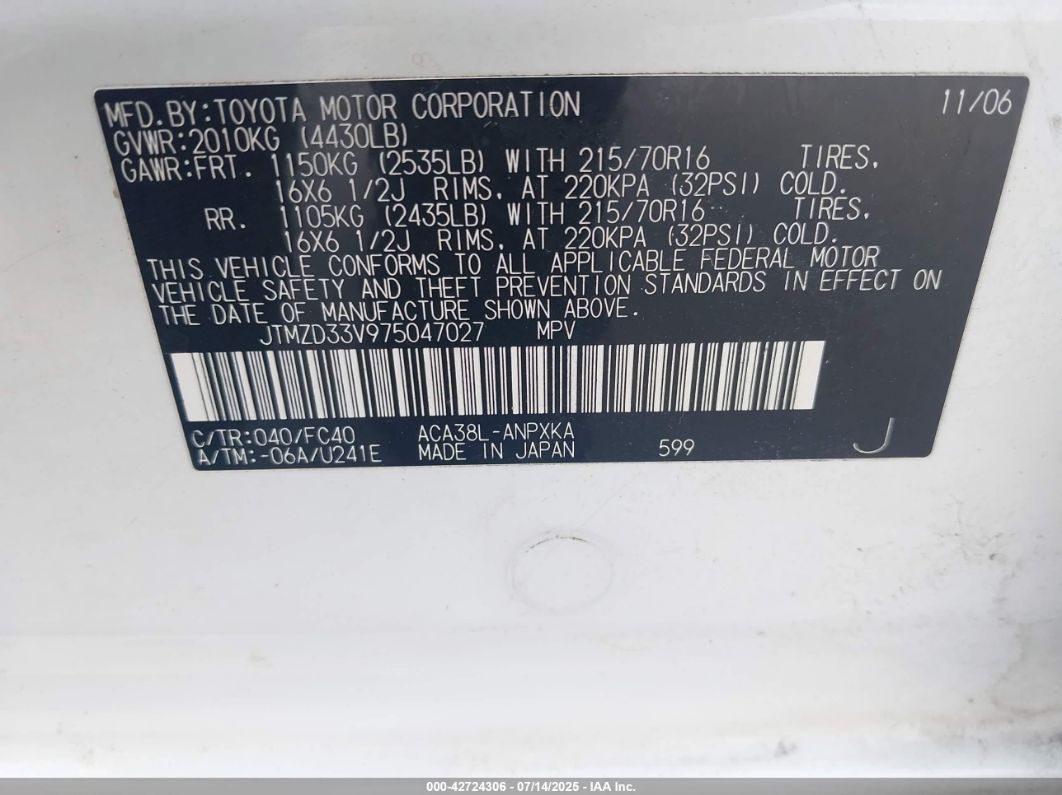 MFD.BY:TOYOTA MOTOR CORPORATION 11/06
GVWR:2010KG (4430LB)
GAWR:FRT. 1150KG (2535LB) WITH 215/70R16 TIRES,
16X6 1/2J RIMS, AT 220KPA (32PSI) COLD.
RR. 1105KG (2435LB) WITH 215/70R16 TIRES,
16X6 1/2J RIMS, AT 220KPA (32PSI) COLD.
THIS VEHICLE CONFORMS TO ALL APPLICABLE FEDERAL MOTOR
VEHICLE SAFETY AND THEFT PREVENTION STANDARDS IN EFFECT ON
THE DATE OF MANUFACTURE SHOWN ABOVE.
JTMZD33V975047027 MPV
C/TR:040/FC40 ACA38L-ANPXKA
A/TM:-06A/U241E MADE IN JAPAN 599 J
000-42724306 - 07/14/2025 - IAA Inc.